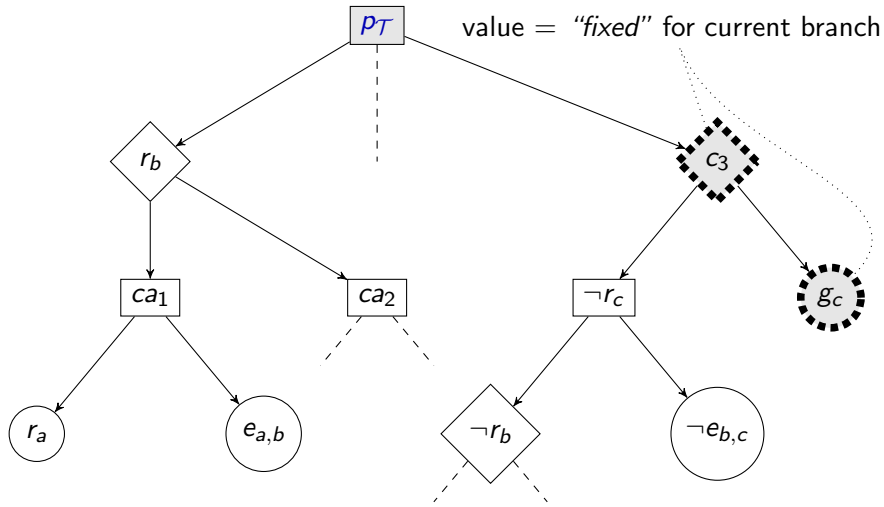 p𝒯
value = “fixed” for current branch
r_b
c_3
ca_1
ca_2
¬r_c
g_c
r_a
e_{a,b}
¬r_b
¬e_{b,c}